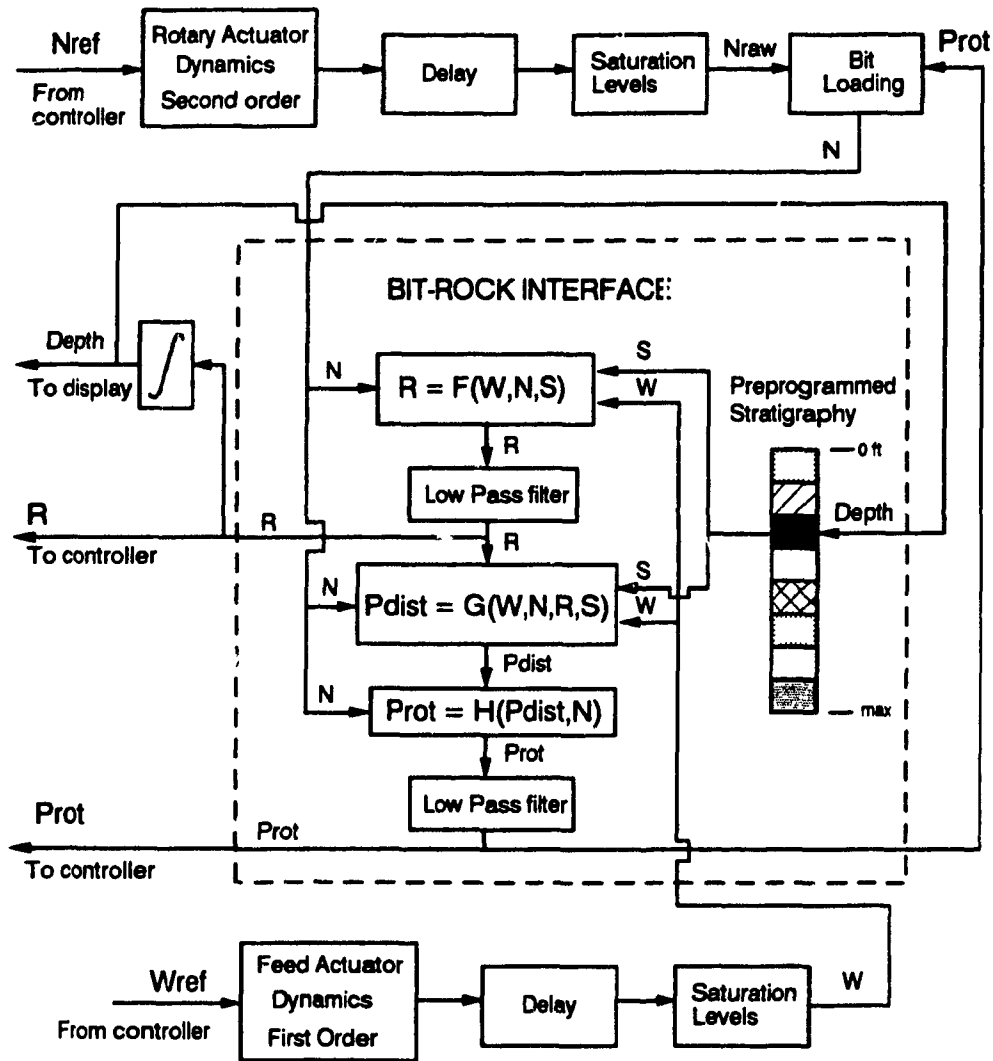 Nref
From
controller
Rotary Actuator
Dynamics
Second order
Delay
Saturation
Levels
Nraw
Bit
Loading
Prot
N
BIT-ROCK INTERFACE:
Depth
To display
∫
N
R = F(W,N,S)
S
W
Preprogrammed
Stratigraphy
0 ft
R
Low Pass filter
Depth
R
To controller
R
R
N
Pdist = G(W,N,R,S)
S
W
Pdist
N
Prot = H(Pdist,N)
max
Prot
Low Pass filter
Prot
To controller
Prot
Wref
From controller
Feed Actuator
Dynamics
First Order
Delay
Saturation
Levels
W